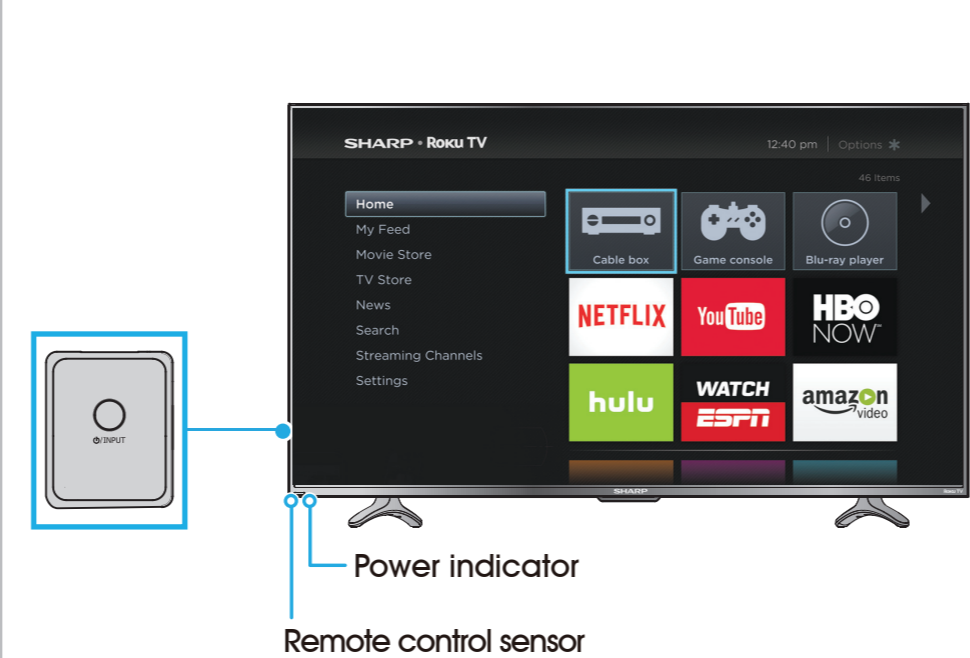 SHARP • ROKU TV
12:40 pm | Options ✱
46 Items
Home
My Feed
Movie Store
TV Store
News
Search
Streaming Channels
Settings
Cable box
Game console
Blu-ray player
NETFLIX
YouTube
HBO
NOW
hulu
WATCH
ESPN
amazon
video
⏻/INPUT
SHARP
Roku TV
Power indicator
Remote control sensor